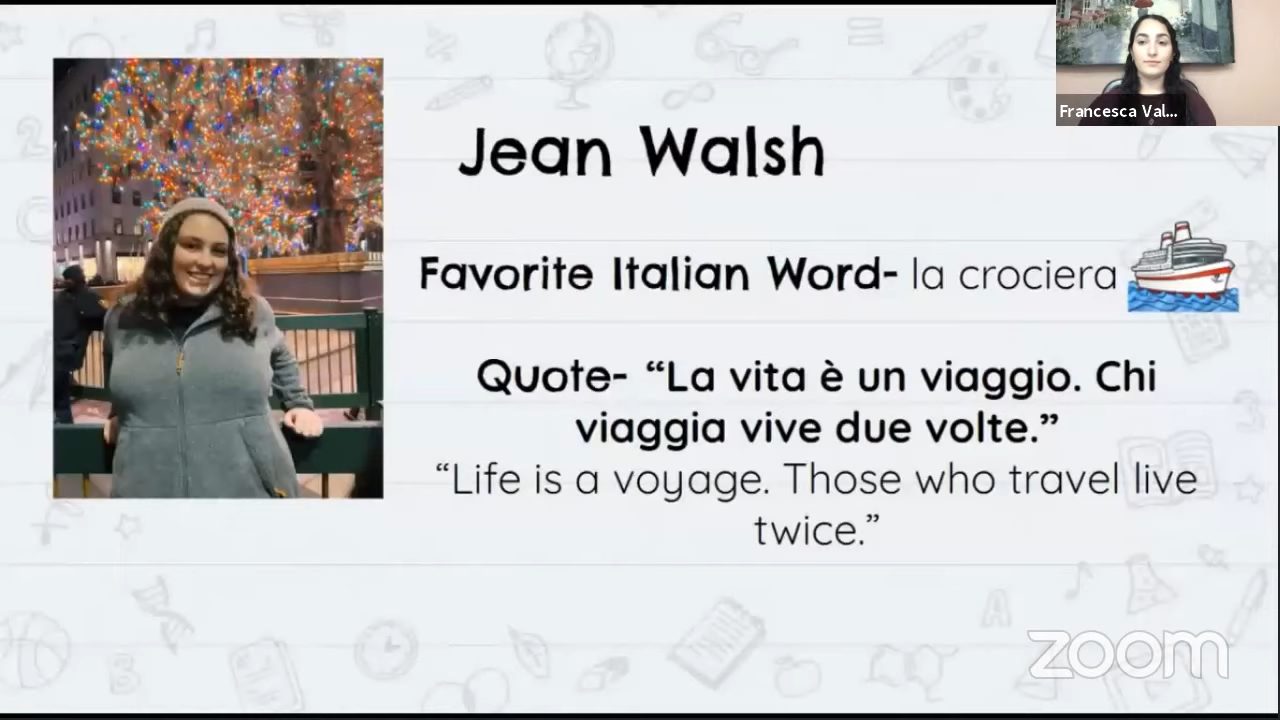 Francesca Val...
Jean Walsh
Favorite Italian Word- la crociera
Quote- “La vita è un viaggio. Chi
viaggia vive due volte.”
“Life is a voyage. Those who travel live
twice.”
zoom